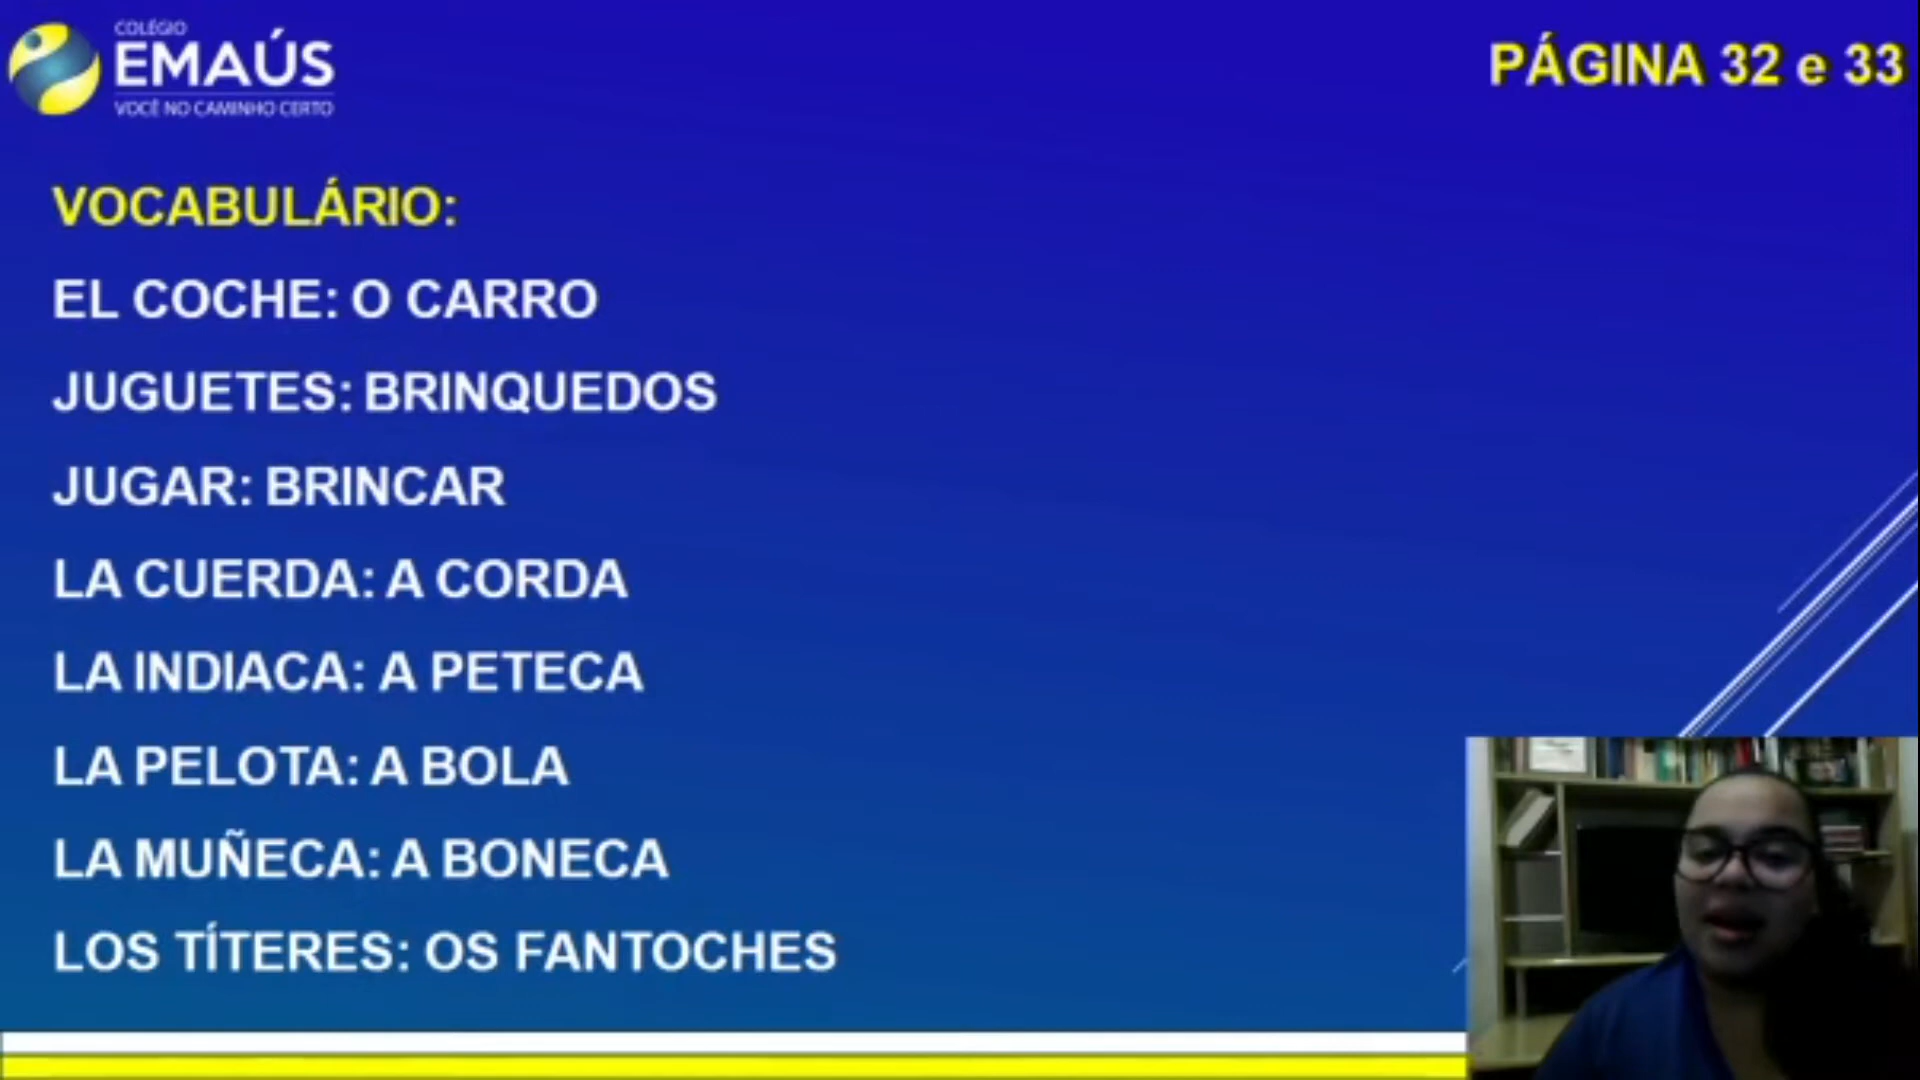 COLÉGIO
EMAÚS
VOCÊ NO CAMINHO CERTO
PÁGINA 32 e 33
VOCABULÁRIO:
EL COCHE: O CARRO
JUGUETES: BRINQUEDOS
JUGAR: BRINCAR
LA CUERDA: A CORDA
LA INDIACA: A PETECA
LA PELOTA: A BOLA
LA MUÑECA: A BONECA
LOS TÍTERES: OS FANTOCHES